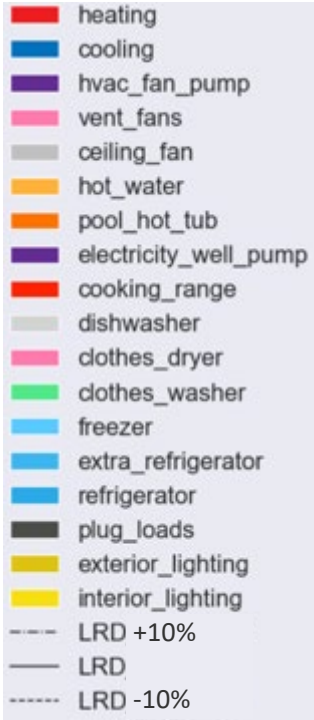 heating
cooling
hvac_fan_pump
vent_fans
ceiling_fan
hot_water
pool_hot_tub
electricity_well_pump
cooking_range
dishwasher
clothes_dryer
clothes_washer
freezer
extra_refrigerator
refrigerator
plug_loads
exterior_lighting
interior_lighting
LRD +10%
LRD
LRD -10%